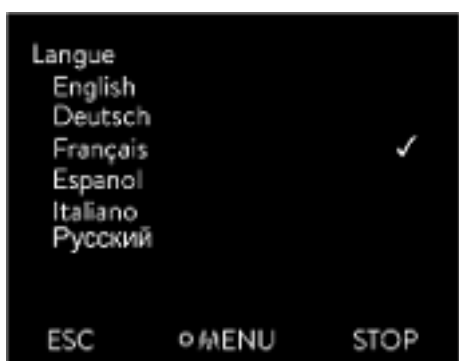 Langue
English
Deutsch
Français ✓
Espanol
Italiano
Русский
ESC MENU STOP